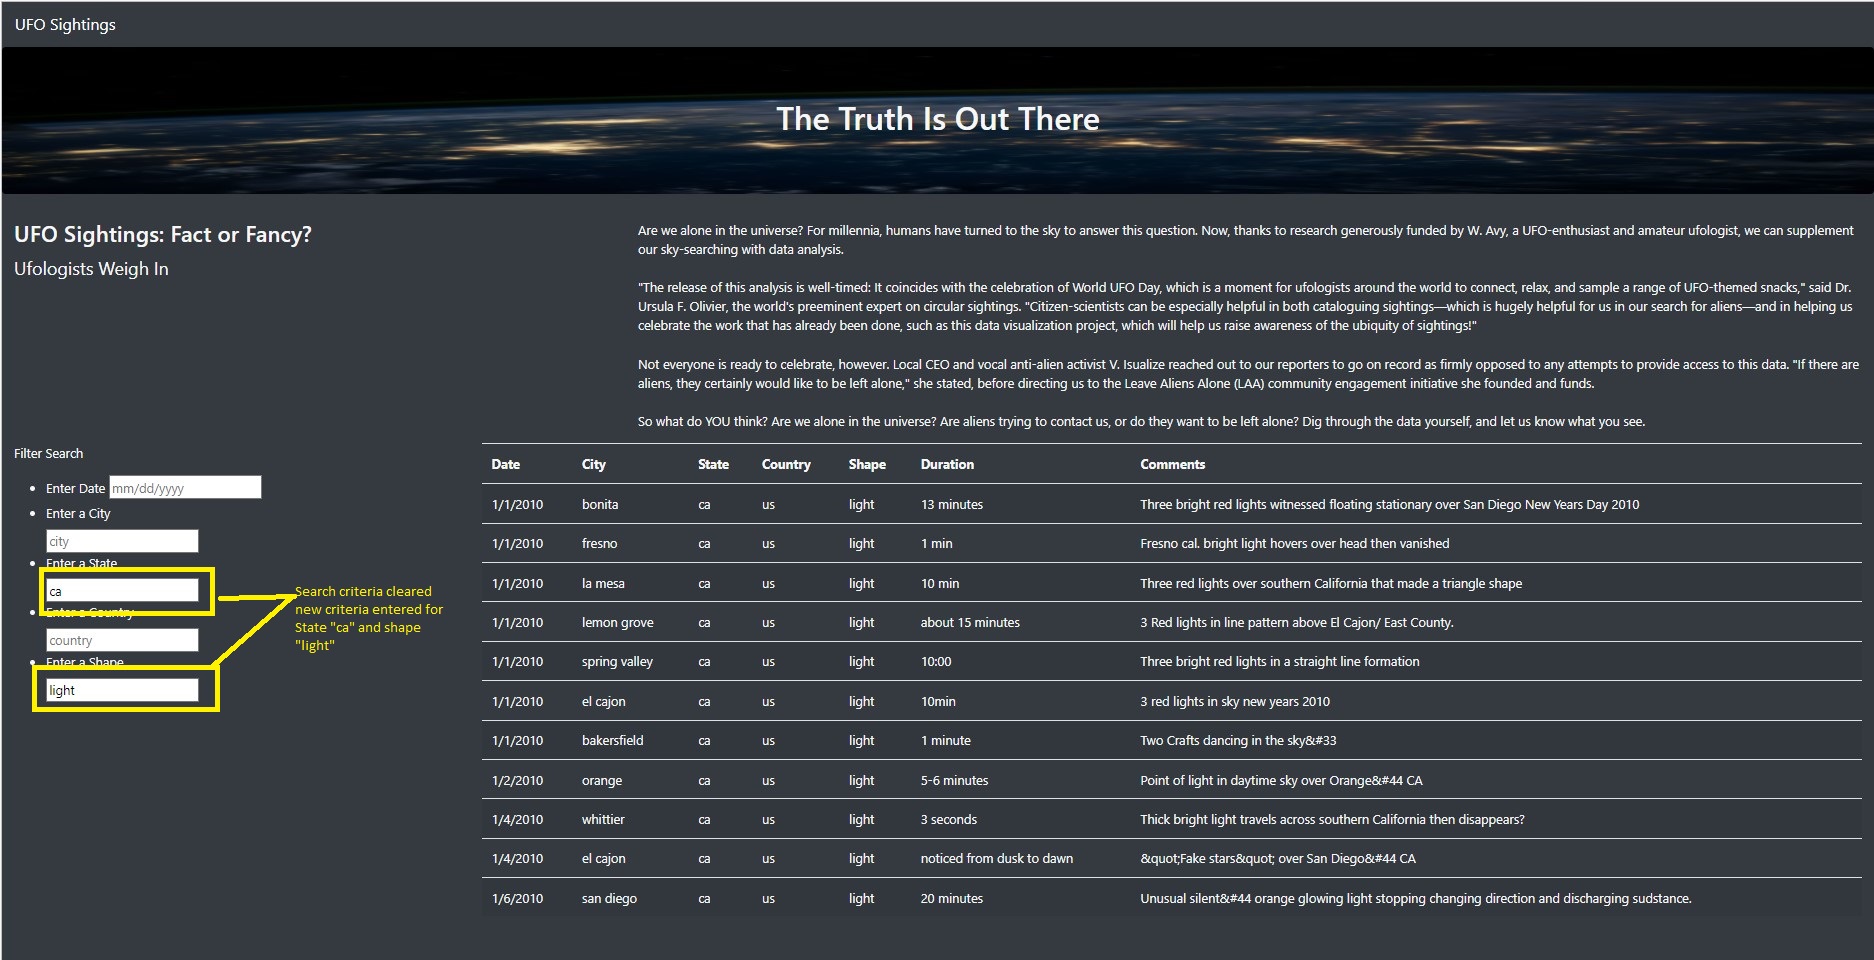 UFO Sightings
The Truth Is Out There
UFO Sightings: Fact or Fancy?
Ufologists Weigh In
Are we alone in the universe? For millennia, humans have turned to the sky to answer this question. Now, thanks to research generously funded by W. Avy, a UFO-enthusiast and amateur ufologist, we can supplement
our sky-searching with data analysis.
"The release of this analysis is well-timed: It coincides with the celebration of World UFO Day, which is a moment for ufologists around the world to connect, relax, and sample a range of UFO-themed snacks," said Dr.
Ursula F. Olivier, the world's preeminent expert on circular sightings. "Citizen-scientists can be especially helpful in both cataloguing sightings—which is hugely helpful for us in our search for aliens—and in helping us
celebrate the work that has already been done, such as this data visualization project, which will help us raise awareness of the ubiquity of sightings!"
Not everyone is ready to celebrate, however. Local CEO and vocal anti-alien activist V. Isualize reached out to our reporters to go on record as firmly opposed to any attempts to provide access to this data. "If there are
aliens, they certainly would like to be left alone," she stated, before directing us to the Leave Aliens Alone (LAA) community engagement initiative she founded and funds.
So what do YOU think? Are we alone in the universe? Are aliens trying to contact us, or do they want to be left alone? Dig through the data yourself, and let us know what you see.
Filter Search
Enter Date mm/dd/yyyy
Enter a City
city
Enter a State
ca
Enter a Country
country
Enter a Shape
light
Search criteria cleared
new criteria entered for
State "ca" and shape
"light"
Date City State Country Shape Duration Comments
1/1/2010 bonita ca us light 13 minutes Three bright red lights witnessed floating stationary over San Diego New Years Day 2010
1/1/2010 fresno ca us light 1 min Fresno cal. bright light hovers over head then vanished
1/1/2010 la mesa ca us light 10 min Three red lights over southern California that made a triangle shape
1/1/2010 lemon grove ca us light about 15 minutes 3 Red lights in line pattern above El Cajon/ East County.
1/1/2010 spring valley ca us light 10:00 Three bright red lights in a straight line formation
1/1/2010 el cajon ca us light 10min 3 red lights in sky new years 2010
1/1/2010 bakersfield ca us light 1 minute Two Crafts dancing in the sky&#33
1/2/2010 orange ca us light 5-6 minutes Point of light in daytime sky over Orange&#44 CA
1/4/2010 whittier ca us light 3 seconds Thick bright light travels across southern California then disappears?
1/4/2010 el cajon ca us light noticed from dusk to dawn &quot;Fake stars&quot; over San Diego&#44 CA
1/6/2010 san diego ca us light 20 minutes Unusual silent&#44 orange glowing light stopping changing direction and discharging sudstance.